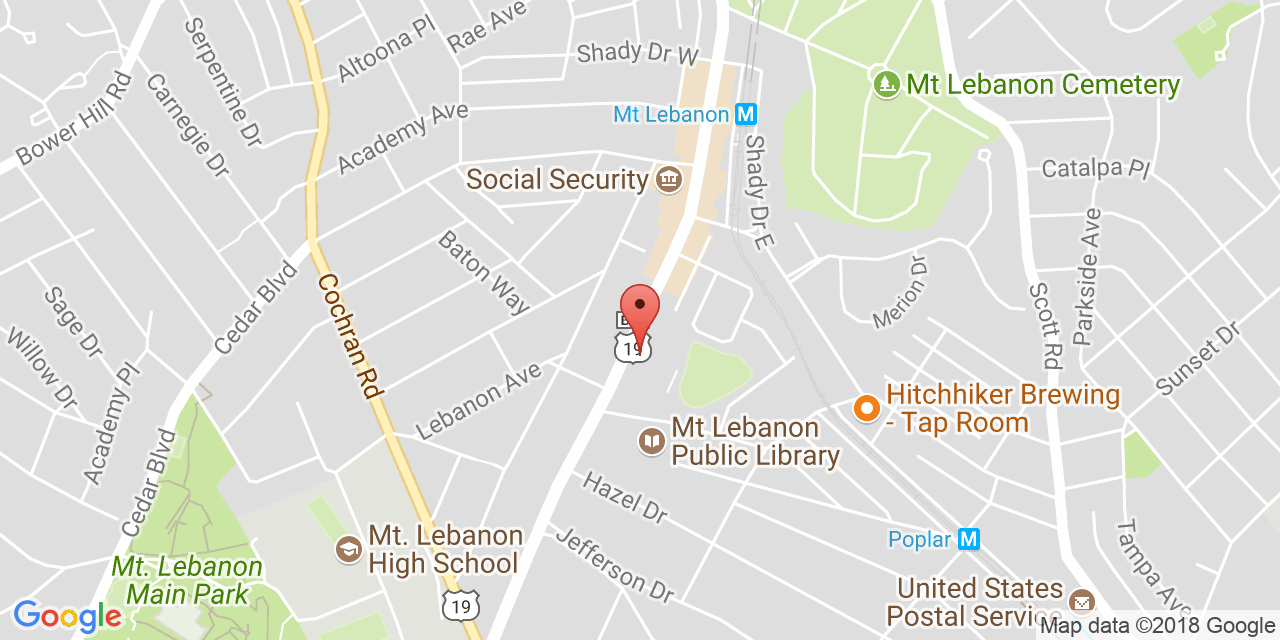 Rae Ave
Altoona Pl
Serpentine Dr
Shady Dr W
Bower Hill Rd
Carnegie Dr
Academy Ave
Mt Lebanon M
Mt Lebanon Cemetery
Social Security
Shady Dr E
Catalpa Pl
Parkside Ave
Baton Way
Cedar Blvd
Cochran Rd
Merion Dr
Scott Rd
Sage Dr
Willow Dr
Academy Pl
19
Sunset Dr
Lebanon Ave
Hitchhiker Brewing
- Tap Room
Mt Lebanon
Public Library
Cedar Blvd
Hazel Dr
Jefferson Dr
Mt. Lebanon
High School
Poplar M
Tampa Ave
Mt. Lebanon
Main Park
19
United States
Postal Service
Google
Map data ©2018 Google